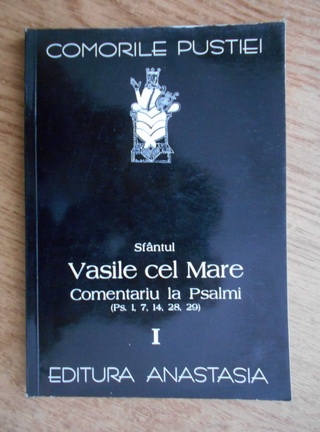 COMORILE PUSTIEI
Sfântul
Vasile cel Mare
Comentariu la Psalmi
(Ps. 1, 7, 14, 28, 29)
I
EDITURA ANASTASIA